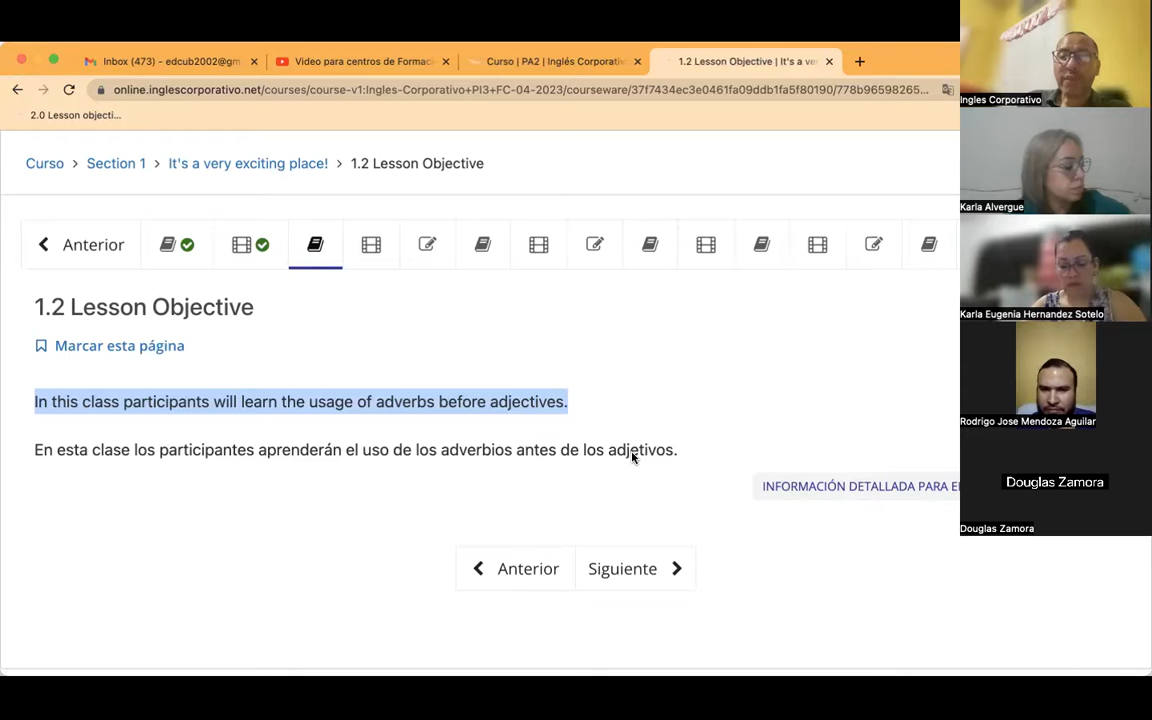 Inbox (473) - edcub2002@gm
Video para centros de Formac
Curso | PA2 | Inglés Corporativ
1.2 Lesson Objective | It's a ve
online.inglescorporativo.net/courses/course-v1:Ingles-Corporativo+PI3+FC-04-2023/courseware/37f7434ec3e0461fa09ddb1fa5f80190/778b96598265...
2.0 Lesson objecti...
Curso > Section 1 > It's a very exciting place! > 1.2 Lesson Objective
Anterior
1.2 Lesson Objective
Marcar esta página
In this class participants will learn the usage of adverbs before adjectives.
En esta clase los participantes aprenderán el uso de los adverbios antes de los adjetivos.
INFORMACIÓN DETALLADA PARA E
Anterior
Siguiente
Ingles Corporativo
Karla Alvergue
Karla Eugenia Hernandez Sotelo
Rodrigo Jose Mendoza Aguilar
Douglas Zamora
Douglas Zamora